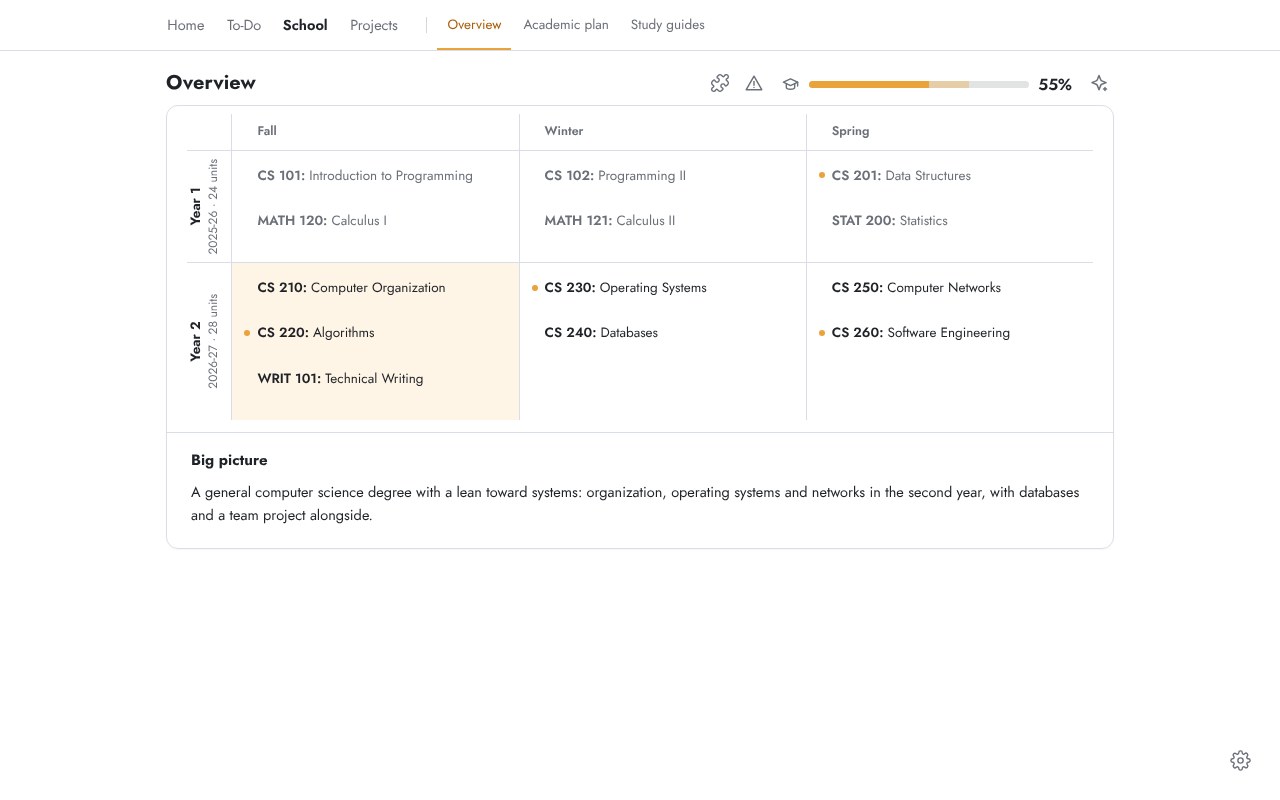 Home To-Do School Projects Overview Academic plan Study guides
Overview 55%
Fall Winter Spring
Year 1
2025-26 · 24 units
CS 101: Introduction to Programming CS 102: Programming II CS 201: Data Structures
MATH 120: Calculus I MATH 121: Calculus II STAT 200: Statistics
Year 2
2026-27 · 28 units
CS 210: Computer Organization CS 230: Operating Systems CS 250: Computer Networks
CS 220: Algorithms CS 240: Databases CS 260: Software Engineering
WRIT 101: Technical Writing
Big picture
A general computer science degree with a lean toward systems: organization, operating systems and networks in the second year, with databases
and a team project alongside.